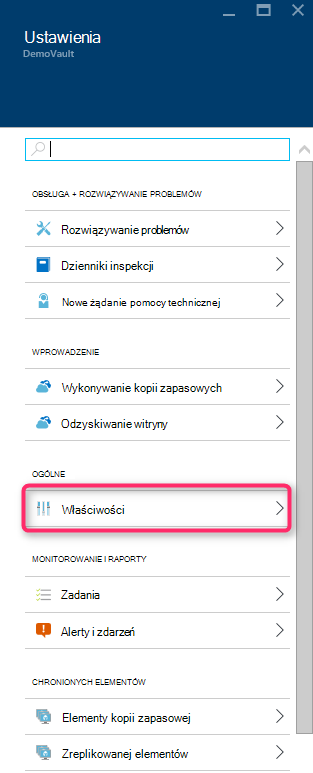 Ustawienia
DemoVault
OBSŁUGA + ROZWIĄZYWANIE PROBLEMÓW
Rozwiązywanie problemów
Dzienniki inspekcji
Nowe żądanie pomocy technicznej
WPROWADZENIE
Wykonywanie kopii zapasowych
Odzyskiwanie witryny
OGÓLNE
Właściwości
MONITOROWANIE I RAPORTY
Zadania
Alerty i zdarzeń
CHRONIONYCH ELEMENTÓW
Elementy kopii zapasowej
Zreplikowanej elementów